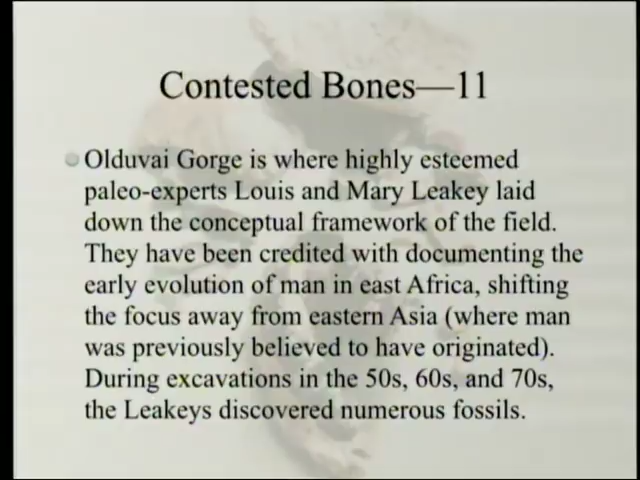 Contested Bones—11
Olduvai Gorge is where highly esteemed
paleo-experts Louis and Mary Leakey laid
down the conceptual framework of the field.
They have been credited with documenting the
early evolution of man in east Africa, shifting
the focus away from eastern Asia (where man
was previously believed to have originated).
During excavations in the 50s, 60s, and 70s,
the Leakeys discovered numerous fossils.